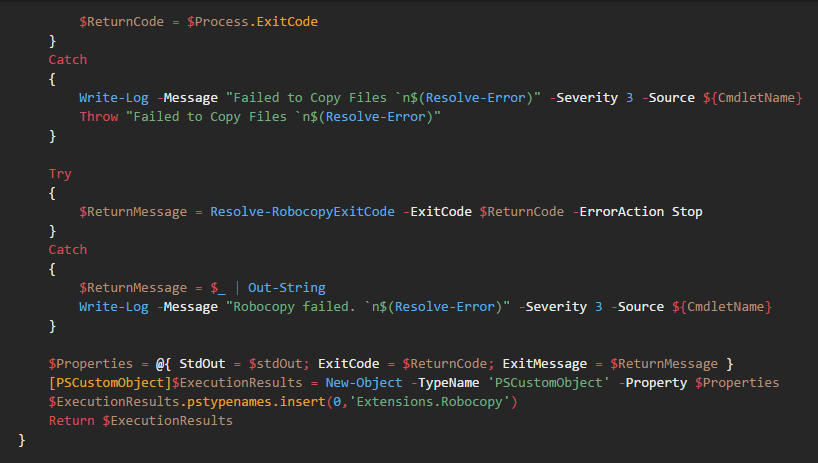 $ReturnCode = $Process.ExitCode
}
Catch
{
Write-Log -Message "Failed to Copy Files `n$(Resolve-Error)" -Severity 3 -Source ${CmdletName}
Throw "Failed to Copy Files `n$(Resolve-Error)"
}
Try
{
$ReturnMessage = Resolve-RobocopyExitCode -ExitCode $ReturnCode -ErrorAction Stop
}
Catch
{
$ReturnMessage = $_ | Out-String
Write-Log -Message "Robocopy failed. `n$(Resolve-Error)" -Severity 3 -Source ${CmdletName}
}
$Properties = @{ StdOut = $stdOut; ExitCode = $ReturnCode; ExitMessage = $ReturnMessage }
[PSCustomObject]$ExecutionResults = New-Object -TypeName 'PSCustomObject' -Property $Properties
$ExecutionResults.pstypenames.insert(0,'Extensions.Robocopy')
Return $ExecutionResults
}